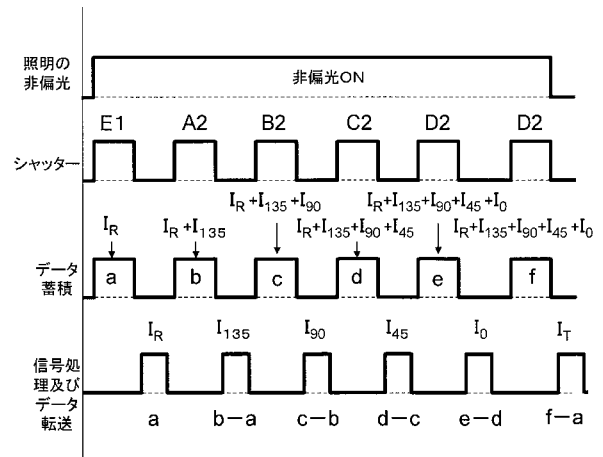 照明の
非偏光
非偏光ON
E1 A2 B2 C2 D2 D2
シャッター
I_R+I_135+I_90 I_R+I_135+I_90+I_45+I_0
I_R I_R+I_135 I_R+I_135+I_90+I_45 I_R+I_135+I_90+I_45+I_0
データ
蓄積
a b c d e f
I_R I_135 I_90 I_45 I_0 I_T
信号処
理及び
データ
転送
a b−a c−b d−c e−d f−a